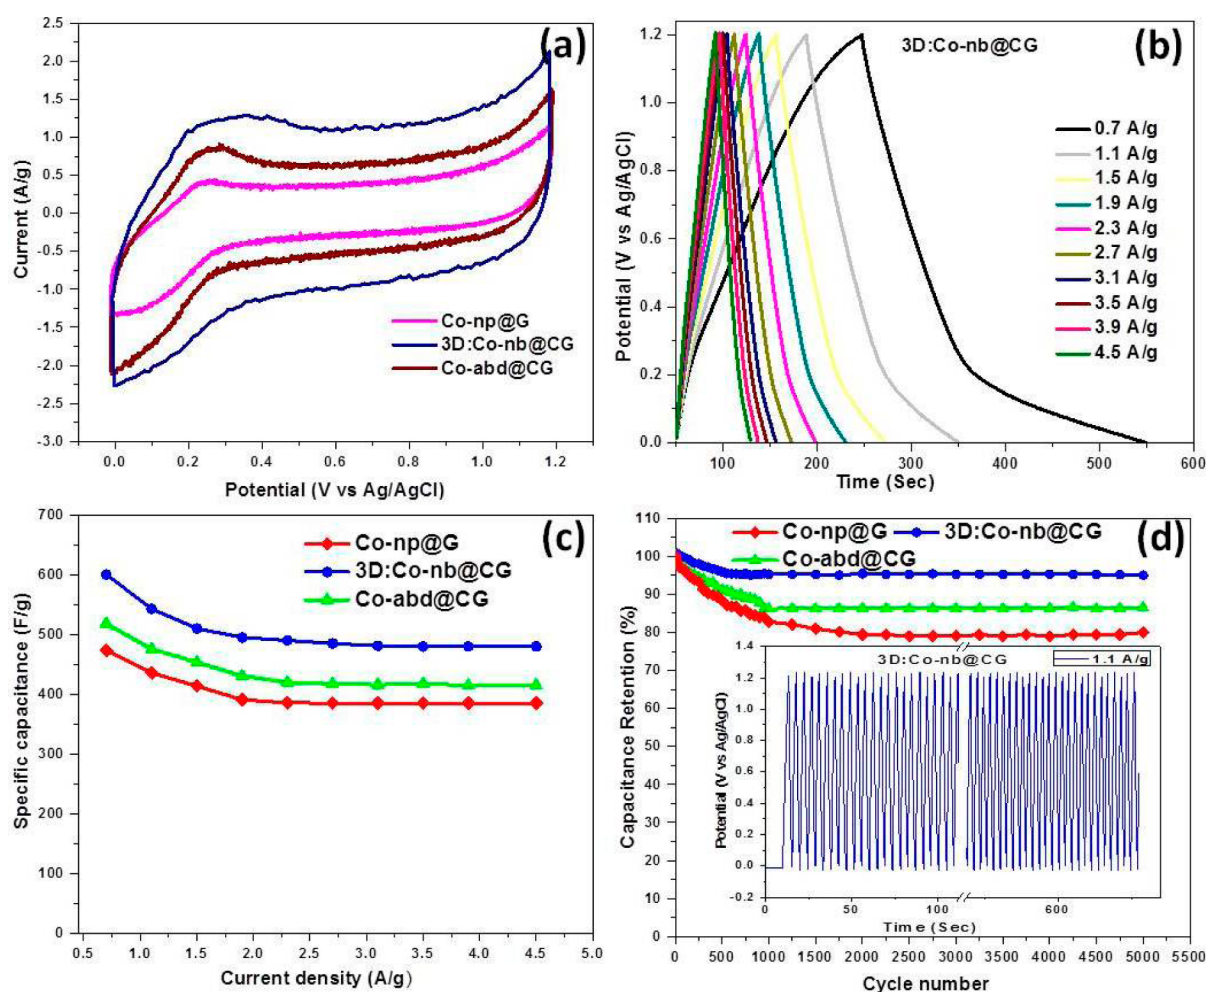 (a)
2.5
2.0
1.5
1.0
0.5
0.0
-0.5
-1.0
-1.5
-2.0
-2.5
-3.0
Current (A/g)
Co-np@G
3D:Co-nb@CG
Co-abd@CG
0.0 0.2 0.4 0.6 0.8 1.0 1.2
Potential (V vs Ag/AgCl)
(b)
3D:Co-nb@CG
1.2
1.0
0.8
0.6
0.4
0.2
0.0
Potential (V vs Ag/AgCl)
0.7 A/g
1.1 A/g
1.5 A/g
1.9 A/g
2.3 A/g
2.7 A/g
3.1 A/g
3.5 A/g
3.9 A/g
4.5 A/g
100 200 300 400 500 600
Time (Sec)
(c)
700
600
500
400
300
200
100
0
Specific capacitance (F/g)
Co-np@G
3D:Co-nb@CG
Co-abd@CG
0.5 1.0 1.5 2.0 2.5 3.0 3.5 4.0 4.5 5.0
Current density (A/g)
(d)
110
100
90
80
70
60
50
40
30
20
10
0
Capacitance Retention (%)
Co-np@G 3D:Co-nb@CG
Co-abd@CG
3D:Co-nb@CG 1.1 A/g
1.4
1.2
1.0
0.8
0.6
0.4
0.2
0.0
-0.2
Potential (V vs Ag/AgCl)
0 50 100 600
Time (Sec)
0 500 1000 1500 2000 2500 3000 3500 4000 4500 5000 5500
Cycle number